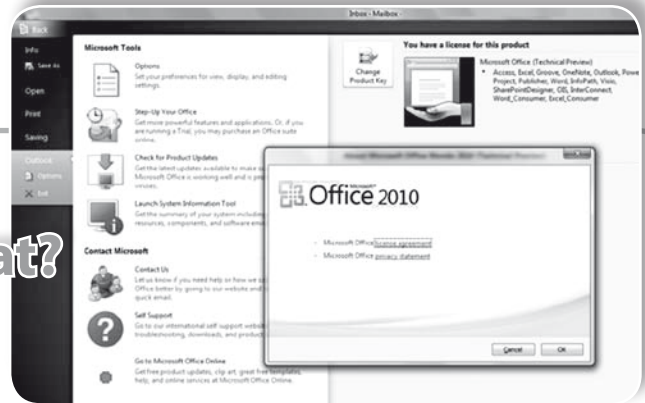 Inbox - Mailbox -
Back
Info
Save As
Open
Print
Saving
Outlook
Options
Exit
Microsoft Tools
Options
Set your preferences for view, display, and editing
settings.
Step-Up Your Office
Get more powerful features and applications. Or, if you
are running a Trial, you may purchase an Office suite
online.
Check for Product Updates
Get the latest updates available to make su
Microsoft Office is working well and is pro
viruses.
Launch System Information Tool
Get the summary of your system including
resources, components, and software envi
Contact Microsoft
Contact Us
Let us know if you need help or how we ca
Office better by going to our website and
quick email.
Self Support
Go to our international self support websit
troubleshooting, downloads, and product
Go to Microsoft Office Online
Get free product updates, clip art, great free templates,
help, and online services at Microsoft Office Online.
Change
Product Key
You have a license for this product
Microsoft Office (Technical Preview)
• Access, Excel, Groove, OneNote, Outlook, Powe
Project, Publisher, Word, InfoPath, Visio,
SharePointDesigner, OIS, InterConnect,
Word_Consumer, Excel_Consumer
Microsoft
Office 2010
Microsoft Office license agreement
Microsoft Office privacy statement
Cancel
OK
at?